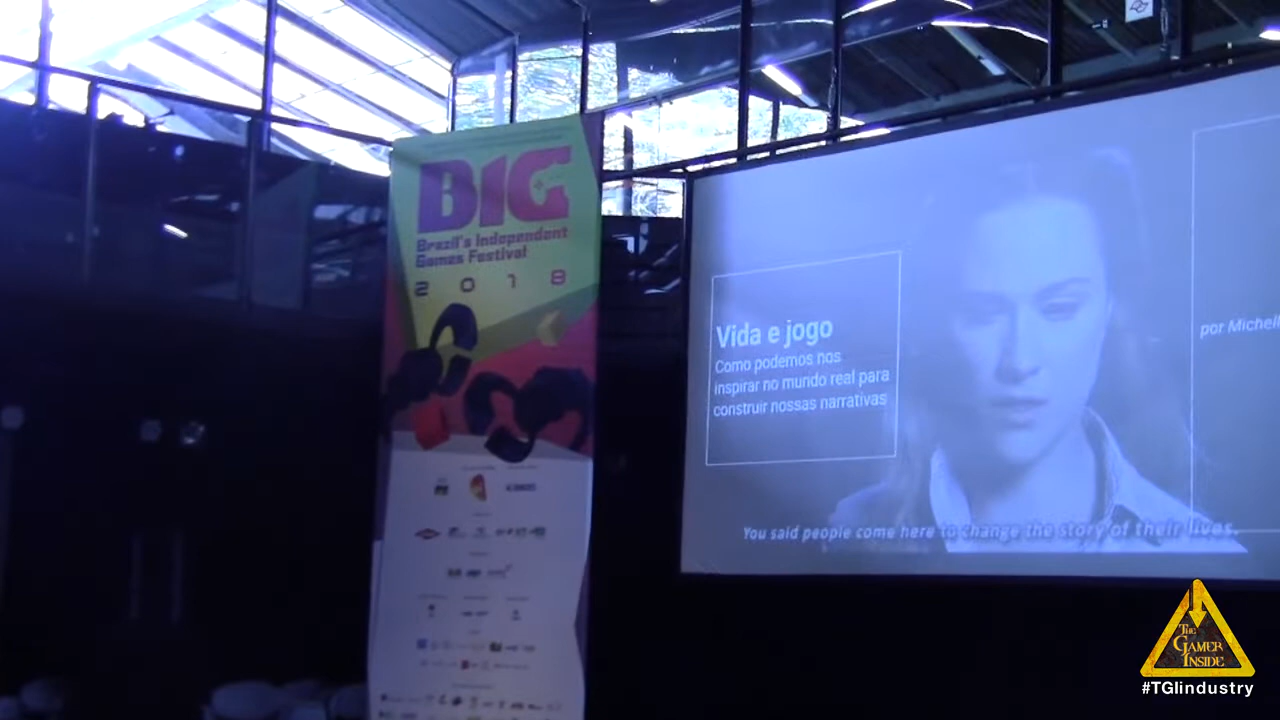 BIG
Brazil's Independent
Games Festival
2018
Vida e jogo
Como podemos nos
inspirar no mundo real para
construir nossas narrativas
por Michell
You said people come here to change the story of their lives.
THE
GAMER
INSIDE
#TGIindustry